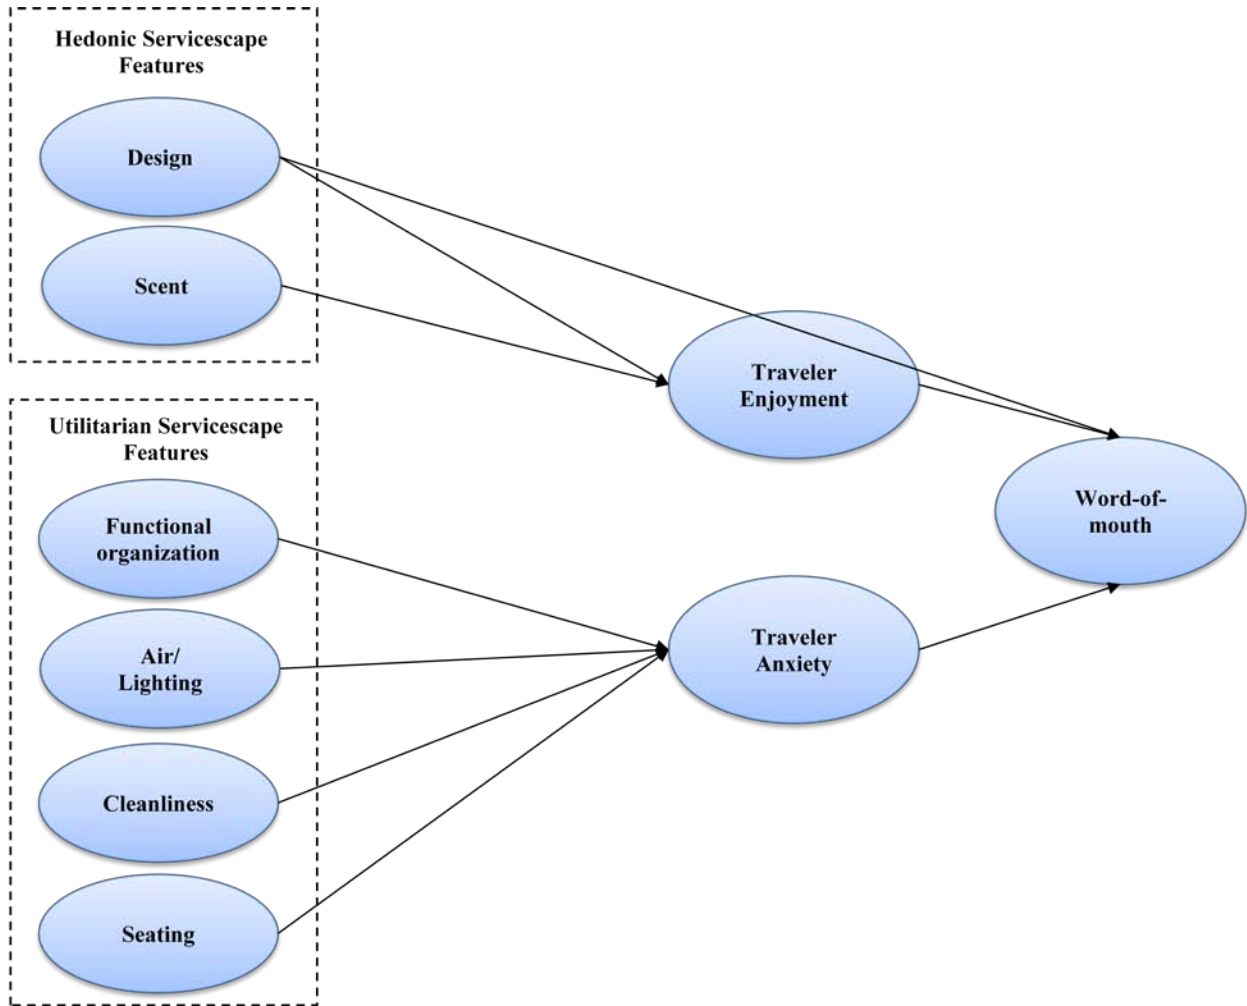 Hedonic Servicescape
Features
Design
Scent
Traveler
Enjoyment
Utilitarian Servicescape
Features
Functional
organization
Air/
Lighting
Cleanliness
Seating
Traveler
Anxiety
Word-of-
mouth